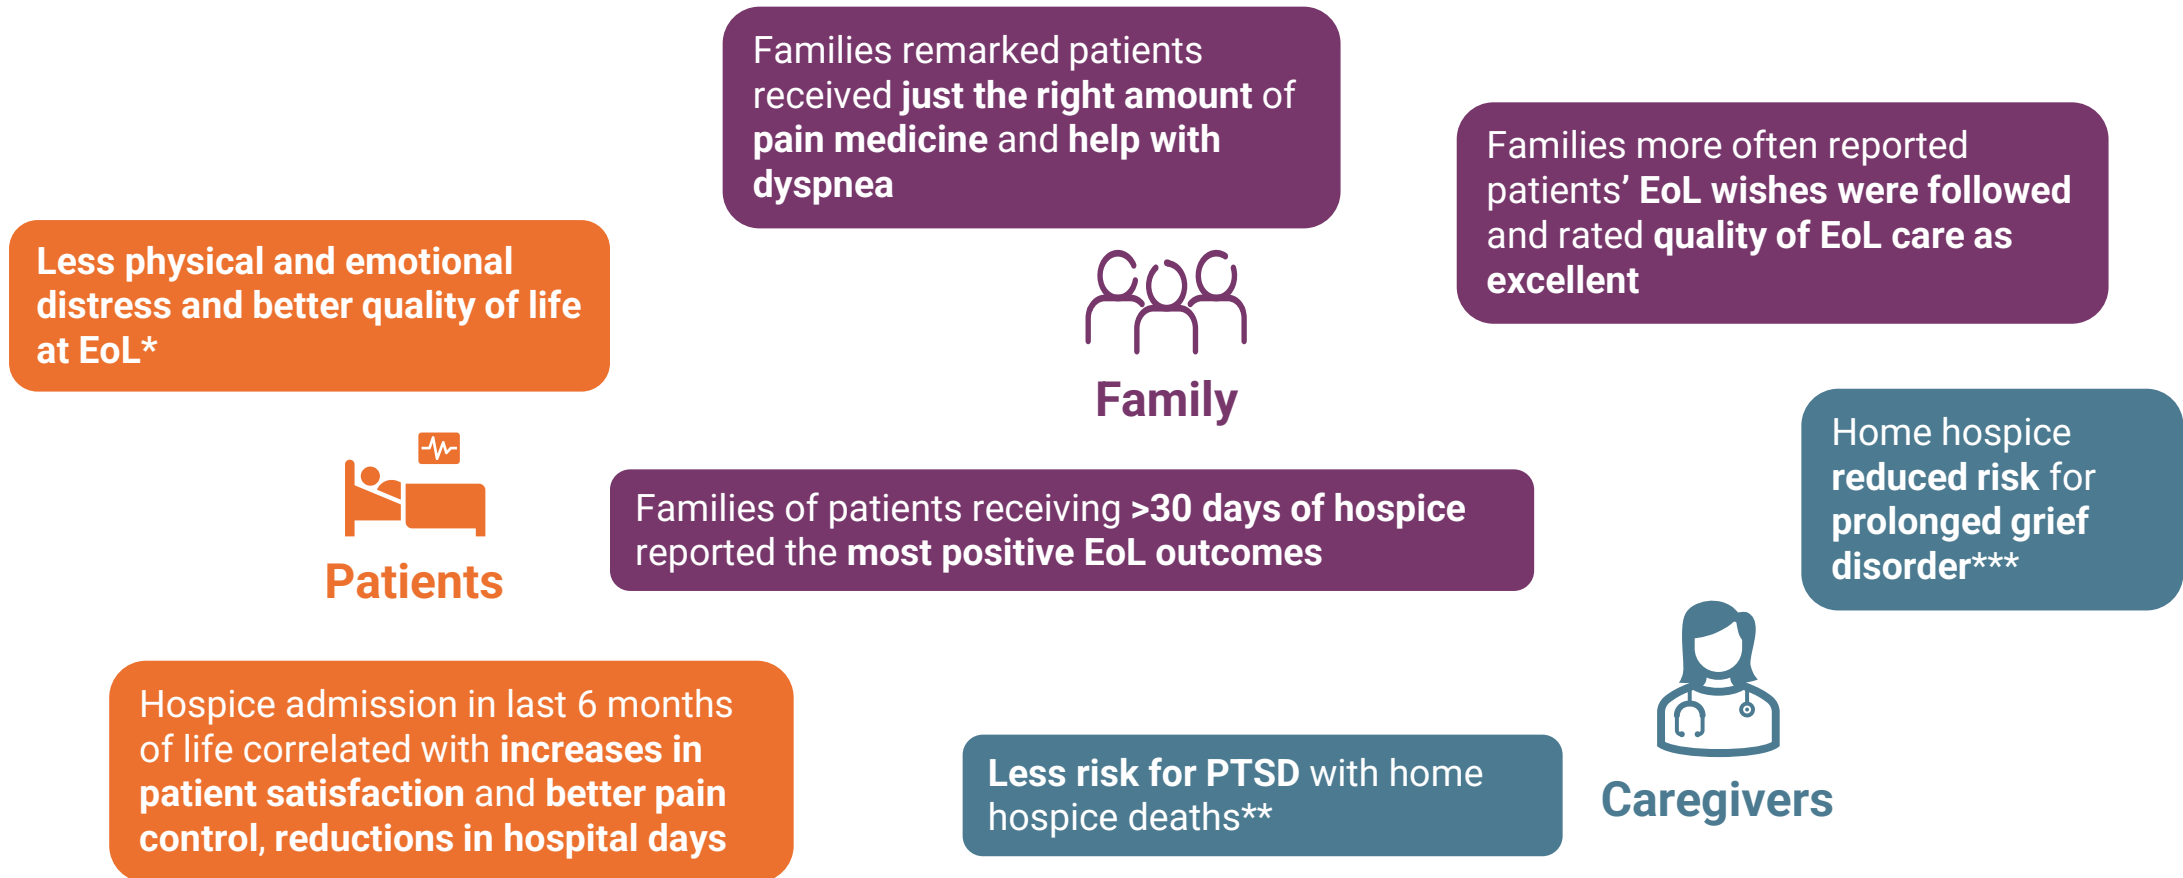 Families remarked patients
received just the right amount of
pain medicine and help with
dyspnea
Families more often reported
patients’ EoL wishes were followed
and rated quality of EoL care as
excellent
Less physical and emotional
distress and better quality of life
at EoL*
Family
Home hospice
reduced risk for
prolonged grief
disorder***
Patients
Families of patients receiving >30 days of hospice
reported the most positive EoL outcomes
Hospice admission in last 6 months
of life correlated with increases in
patient satisfaction and better pain
control, reductions in hospital days
Less risk for PTSD with home
hospice deaths**
Caregivers